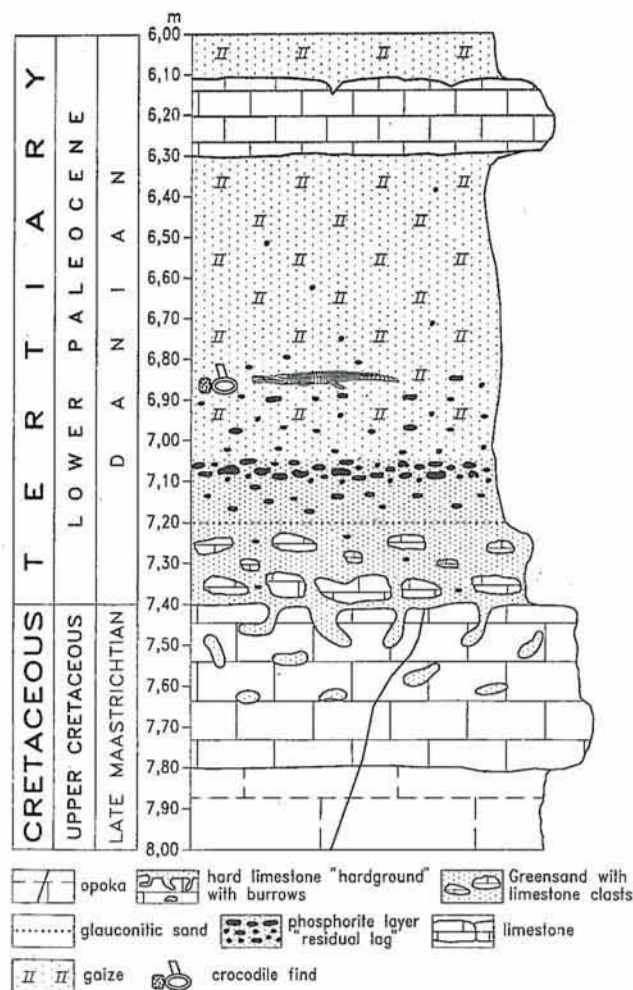 m
6,00
6,10
6,20
6,30
6,40
6,50
6,60
6,70
6,80
6,90
7,00
7,10
7,20
7,30
7,40
7,50
7,60
7,70
7,80
7,90
8,00
TERTIARY
LOWER PALEOCENE
DANIAN
CRETACEOUS
UPPER CRETACEOUS
LATE MAASTRICHTIAN
opoka
hard limestone "hardground"
with burrows
Greensand with
limestone clasts
glauconitic sand
phosphorite layer
"residual lag"
limestone
gaize
crocodile find